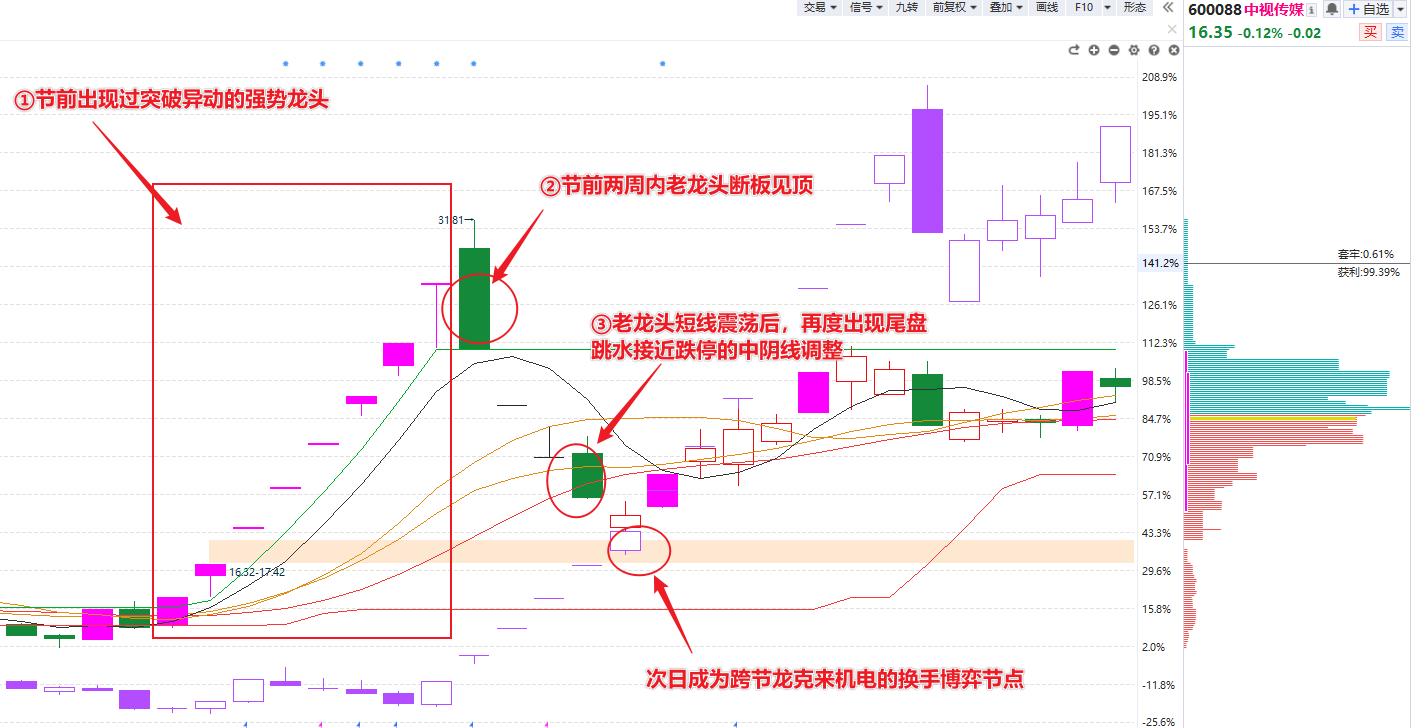 交易 信号 九转 前复权 叠加 画线 F10 形态
600088 中视传媒 自选
16.35 -0.12% -0.02 买 卖
208.9%
①节前出现过突破异动的强势龙头
195.1%
181.3%
②节前两周内老龙头断板见顶
167.5%
31.81
153.7%
套牢:0.61%
141.2%
获利:99.39%
126.1%
③老龙头短线震荡后，再度出现尾盘
跳水接近跌停的中阴线调整
112.3%
98.5%
84.7%
70.9%
57.1%
43.3%
16.32-17.42
29.6%
15.8%
2.0%
次日成为跨节龙克来机电的换手博弈节点
-11.8%
-25.6%